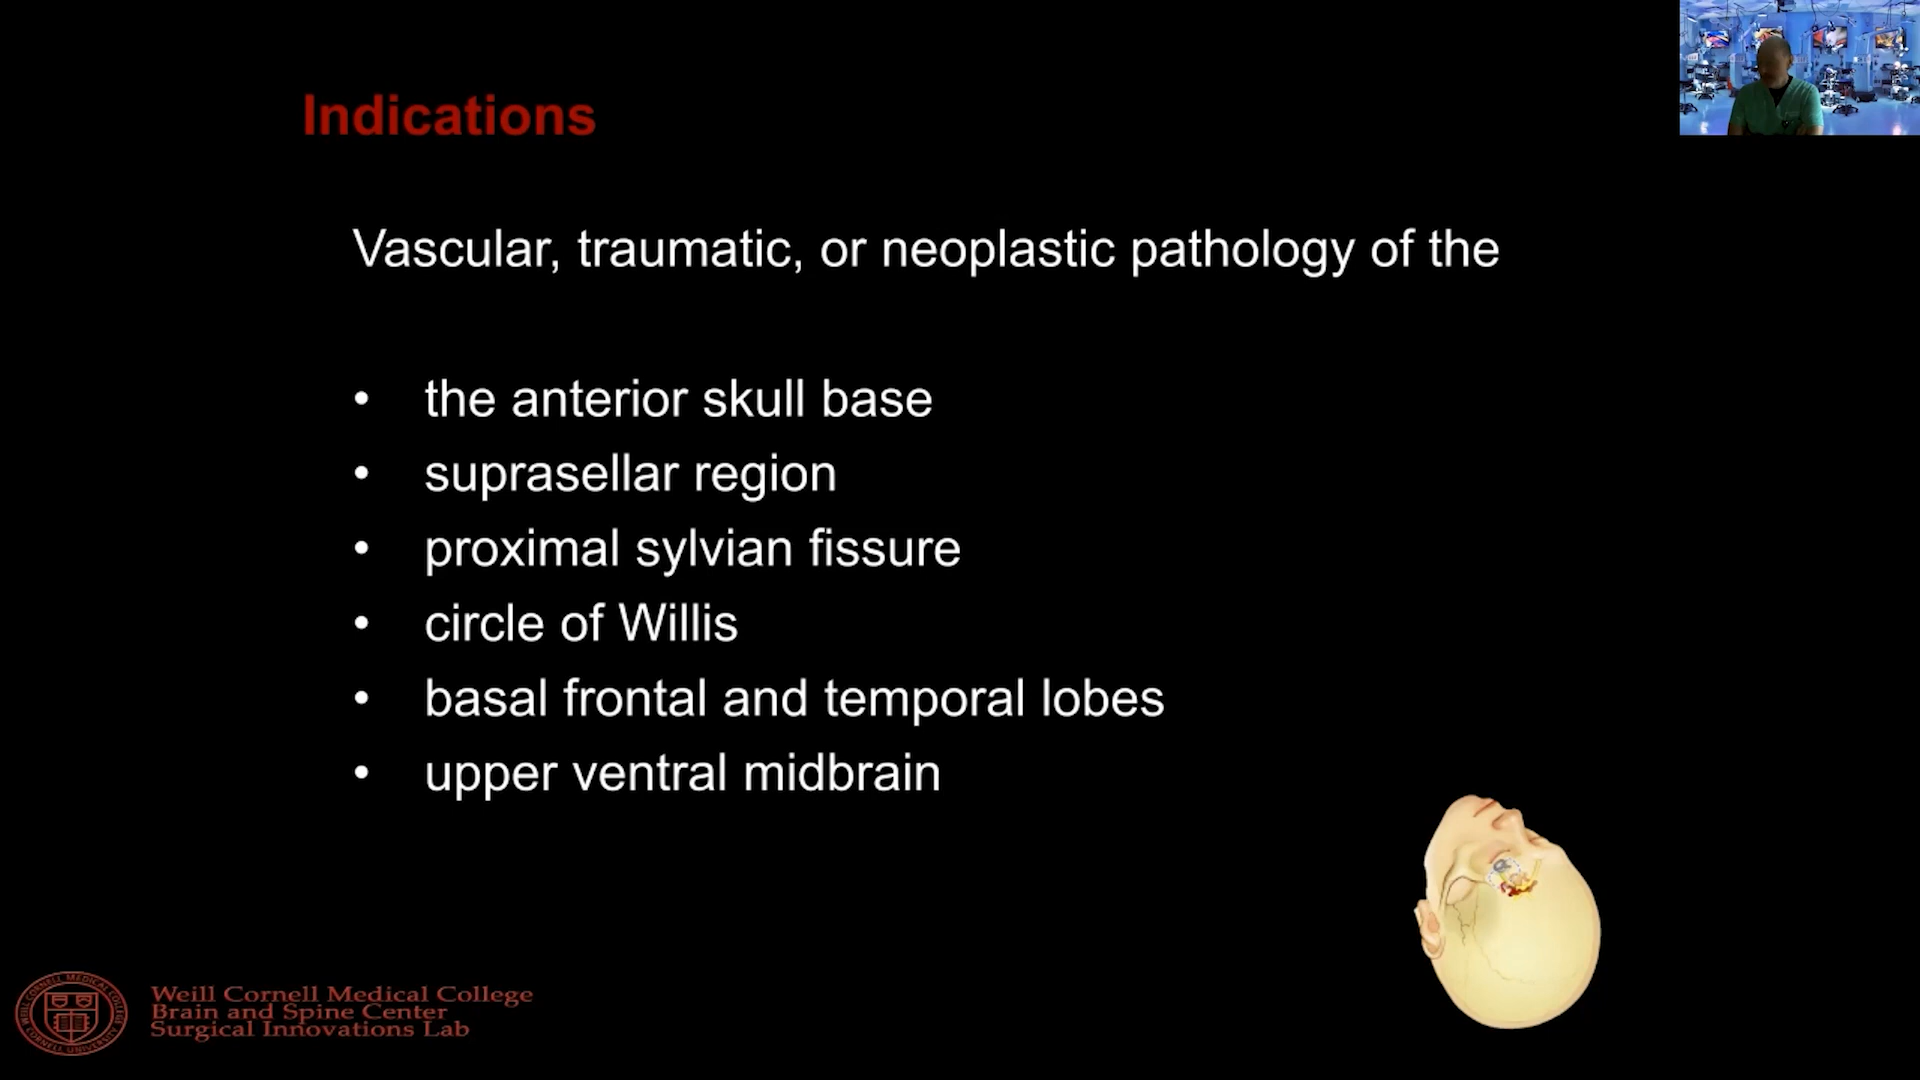 Indications
Vascular, traumatic, or neoplastic pathology of the
• the anterior skull base
• suprasellar region
• proximal sylvian fissure
• circle of Willis
• basal frontal and temporal lobes
• upper ventral midbrain
Weill Cornell Medical College
Brain and Spine Center
Surgical Innovations Lab